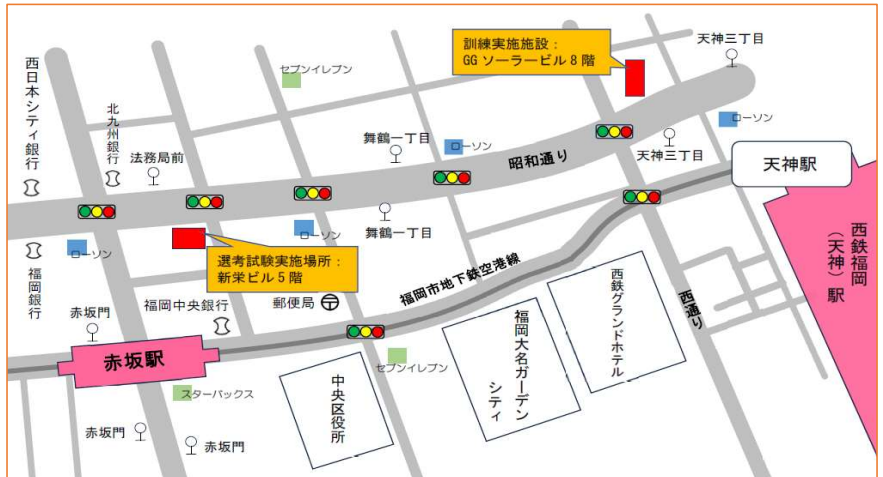 訓練実施施設：
GG ソーラービル 8 階
天神三丁目
西日本シティ銀行
北九州銀行
セブンイレブン
法務局前
舞鶴一丁目
ローソン
昭和通り
天神三丁目
ローソン
天神駅
西鉄福岡
（天神）駅
福岡銀行
ローソン
選考試験実施場所：
新栄ビル 5 階
ローソン
舞鶴一丁目
福岡市地下鉄空港線
西通り
赤坂門
福岡中央銀行
郵便局
赤坂駅
スターバックス
セブンイレブン
中央区役所
福岡大名ガーデン
シティ
西鉄グランドホテル
赤坂門
赤坂門